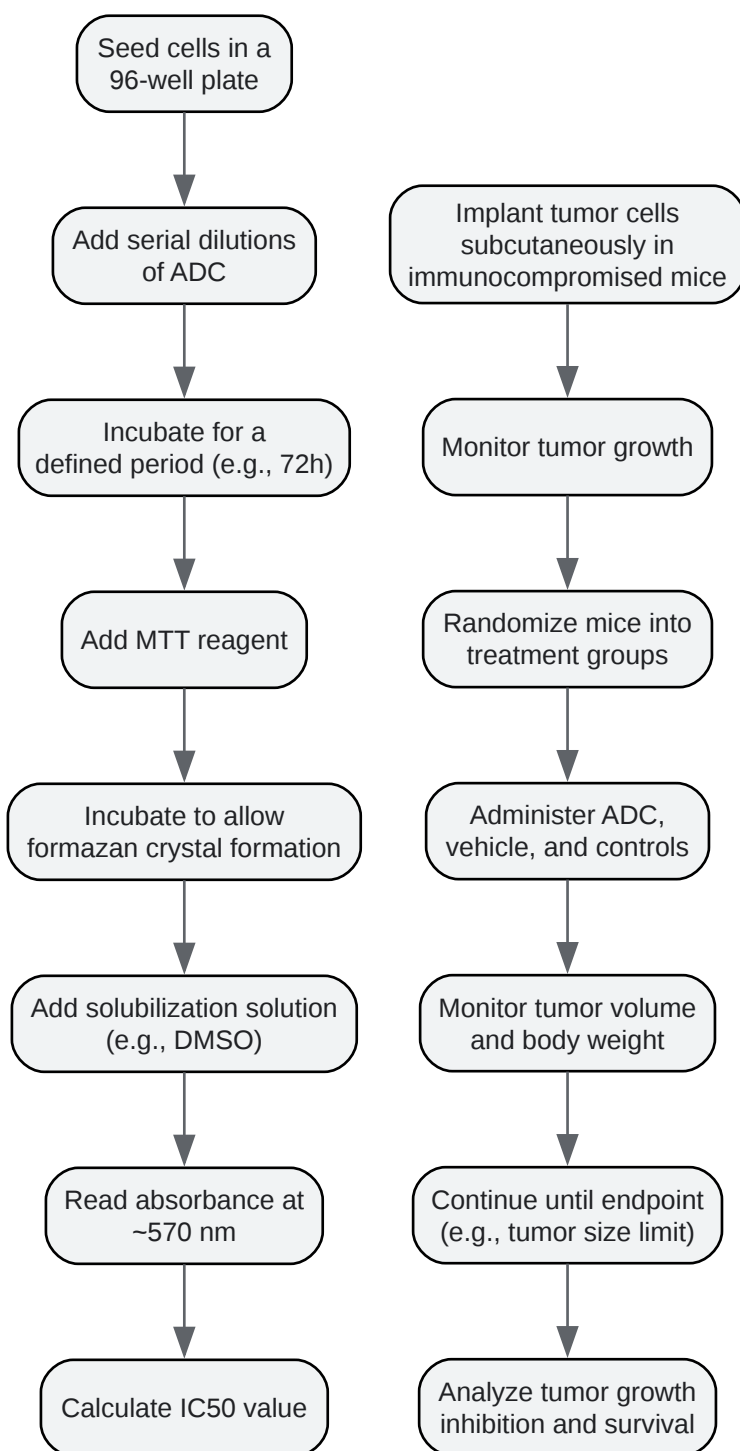 Seed cells in a
96-well plate
Add serial dilutions
of ADC
Incubate for a
defined period (e.g., 72h)
Add MTT reagent
Incubate to allow
formazan crystal formation
Add solubilization solution
(e.g., DMSO)
Read absorbance at
~570 nm
Calculate IC50 value
Implant tumor cells
subcutaneously in
immunocompromised mice
Monitor tumor growth
Randomize mice into
treatment groups
Administer ADC,
vehicle, and controls
Monitor tumor volume
and body weight
Continue until endpoint
(e.g., tumor size limit)
Analyze tumor growth
inhibition and survival